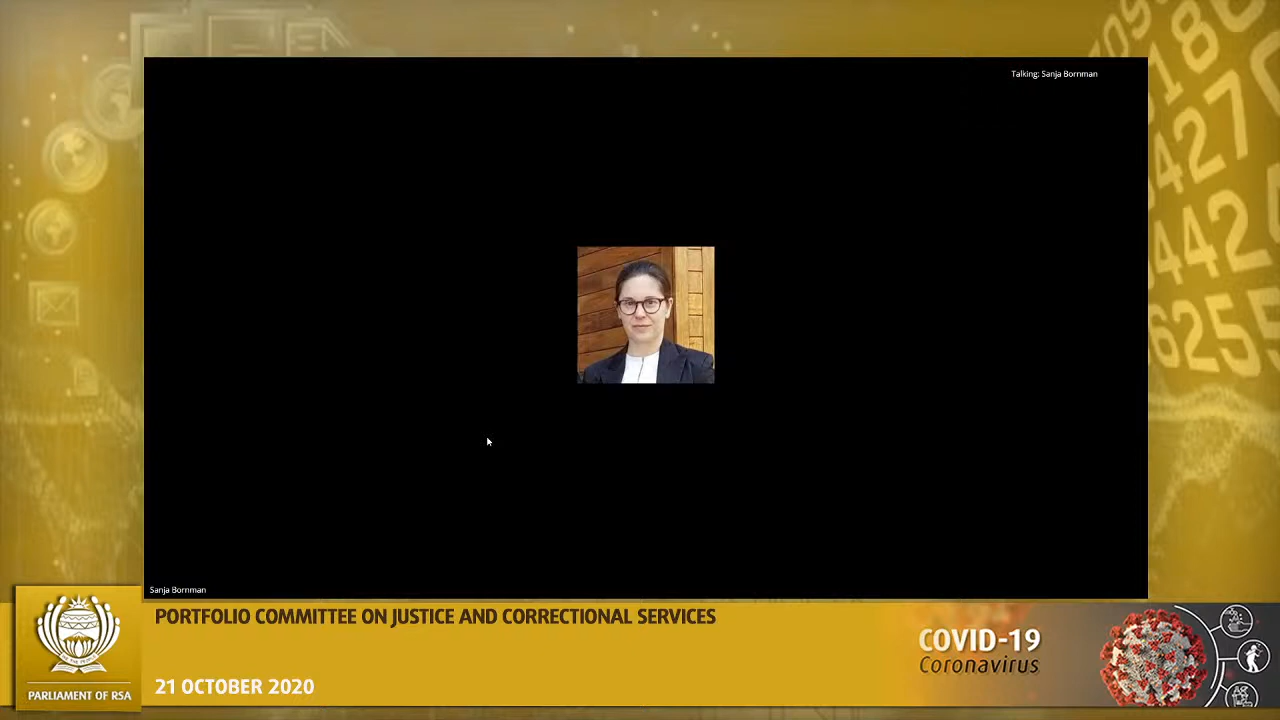 Talking: Sanja Bornman
Sanja Bornman
PORTFOLIO COMMITTEE ON JUSTICE AND CORRECTIONAL SERVICES
COVID-19
Coronavirus
PARLIAMENT OF RSA
21 OCTOBER 2020